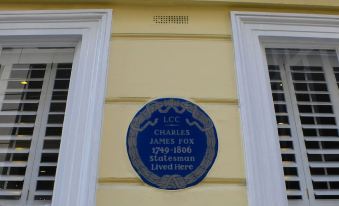 LCC
CHARLES
JAMES FOX
1749-1806
Statesman
Lived Here